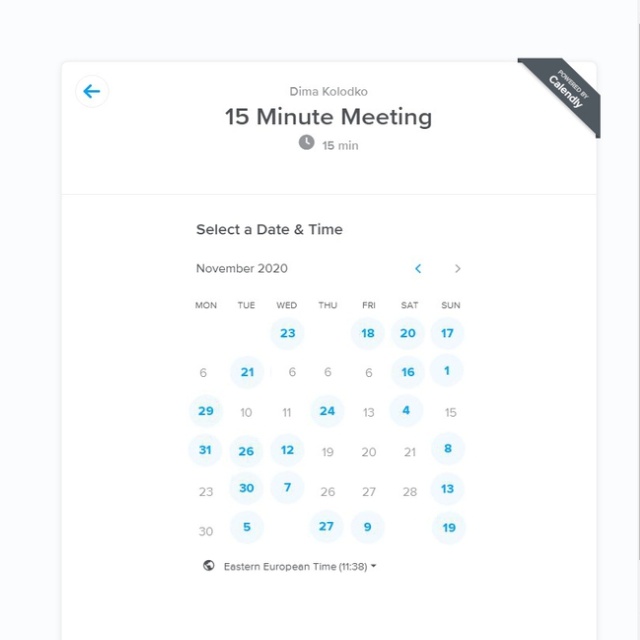 POWERED BY
Calendly
Dima Kolodko
15 Minute Meeting
15 min
Select a Date & Time
November 2020
MON TUE WED THU FRI SAT SUN
23 18 20 17
6 21 6 6 6 16 1
29 10 11 24 13 4 15
31 26 12 19 20 21 8
23 30 7 26 27 28 13
30 5 27 9 19
Eastern European Time (11:38)